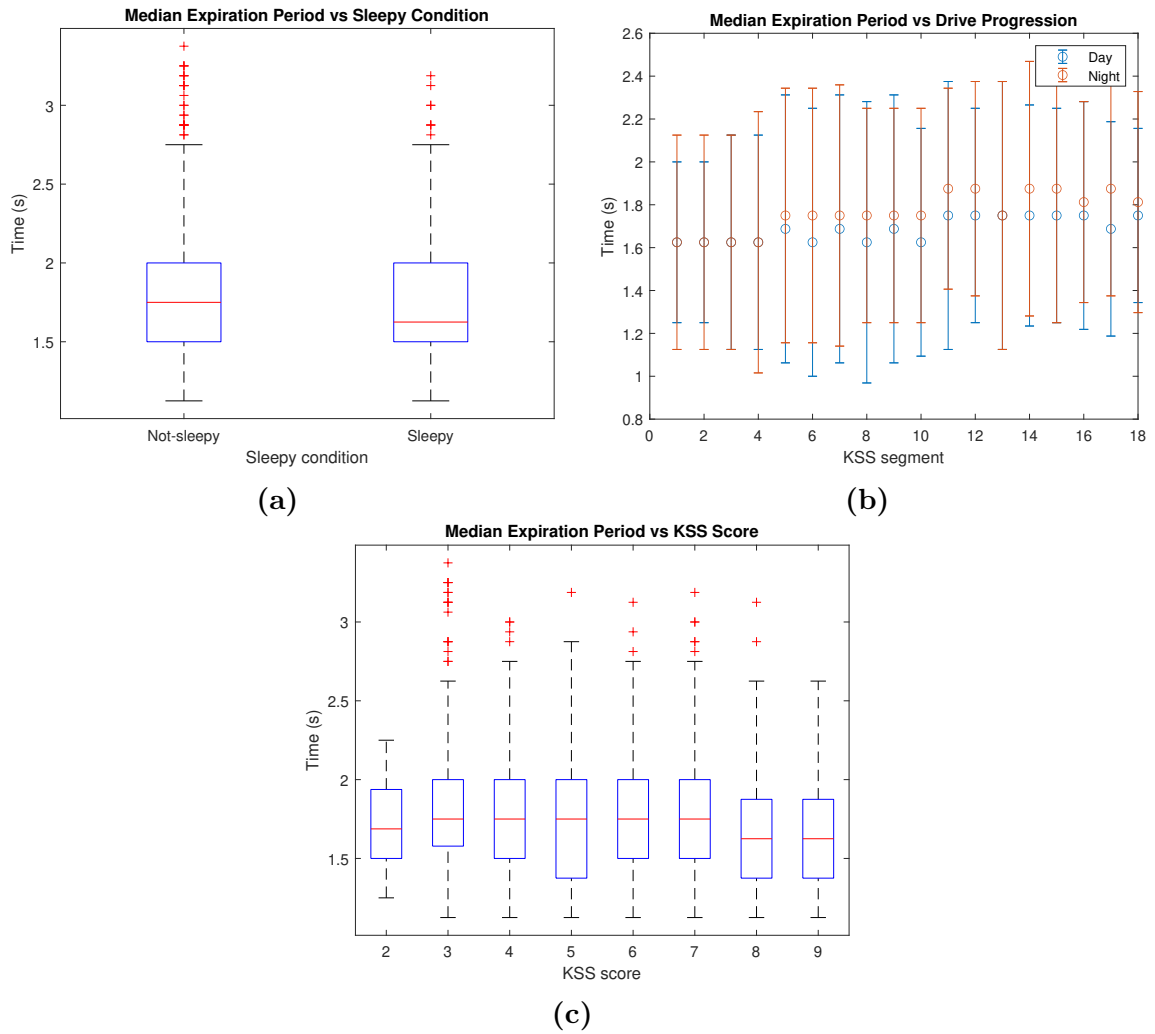 Median Expiration Period vs Sleepy Condition
3
2.5
2
1.5
Time (s)
Not-sleepy
Sleepy
Sleepy condition
(a)
Median Expiration Period vs Drive Progression
2.6
2.4
2.2
2
1.8
1.6
1.4
1.2
1
0.8
Time (s)
Day
Night
0 2 4 6 8 10 12 14 16 18
KSS segment
(b)
Median Expiration Period vs KSS Score
3
2.5
2
1.5
Time (s)
2 3 4 5 6 7 8 9
KSS score
(c)